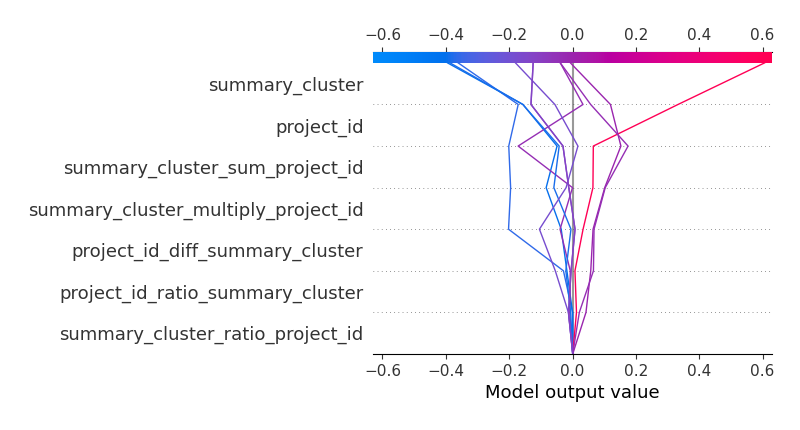 −0.6 −0.4 −0.2 0.0 0.2 0.4 0.6
summary_cluster
project_id
summary_cluster_sum_project_id
summary_cluster_multiply_project_id
project_id_diff_summary_cluster
project_id_ratio_summary_cluster
summary_cluster_ratio_project_id
−0.6 −0.4 −0.2 0.0 0.2 0.4 0.6
Model output value